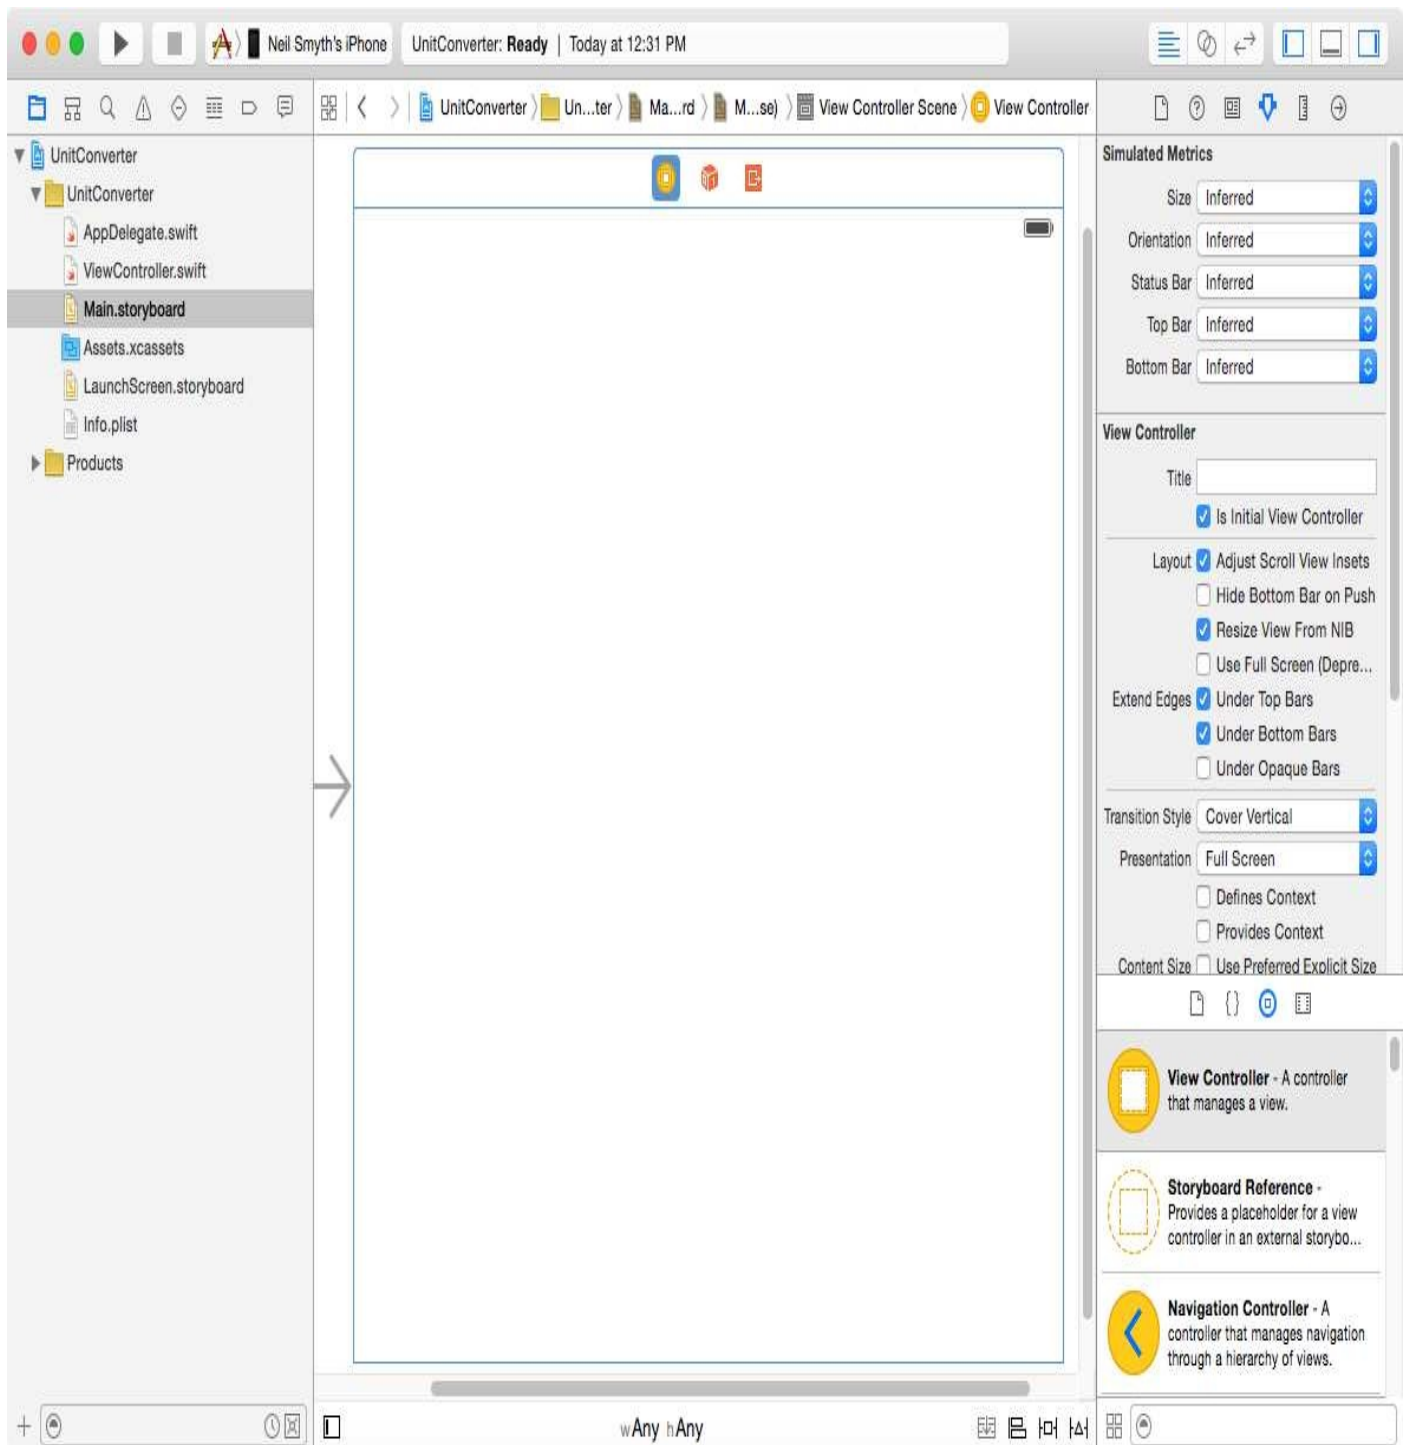 Neil Smyth's iPhone
UnitConverter: Ready | Today at 12:31 PM
UnitConverter
Un...ter
Ma...rd
M...se)
View Controller Scene
View Controller
UnitConverter
UnitConverter
AppDelegate.swift
ViewController.swift
Main.storyboard
Assets.xcassets
LaunchScreen.storyboard
Info.plist
Products
wAny hAny
Simulated Metrics
Size Inferred
Orientation Inferred
Status Bar Inferred
Top Bar Inferred
Bottom Bar Inferred
View Controller
Title
Is Initial View Controller
Layout Adjust Scroll View Insets
Hide Bottom Bar on Push
Resize View From NIB
Use Full Screen (Depre...
Extend Edges Under Top Bars
Under Bottom Bars
Under Opaque Bars
Transition Style Cover Vertical
Presentation Full Screen
Defines Context
Provides Context
Content Size Use Preferred Explicit Size
{}
View Controller - A controller
that manages a view.
Storyboard Reference -
Provides a placeholder for a view
controller in an external storybo...
Navigation Controller - A
controller that manages navigation
through a hierarchy of views.